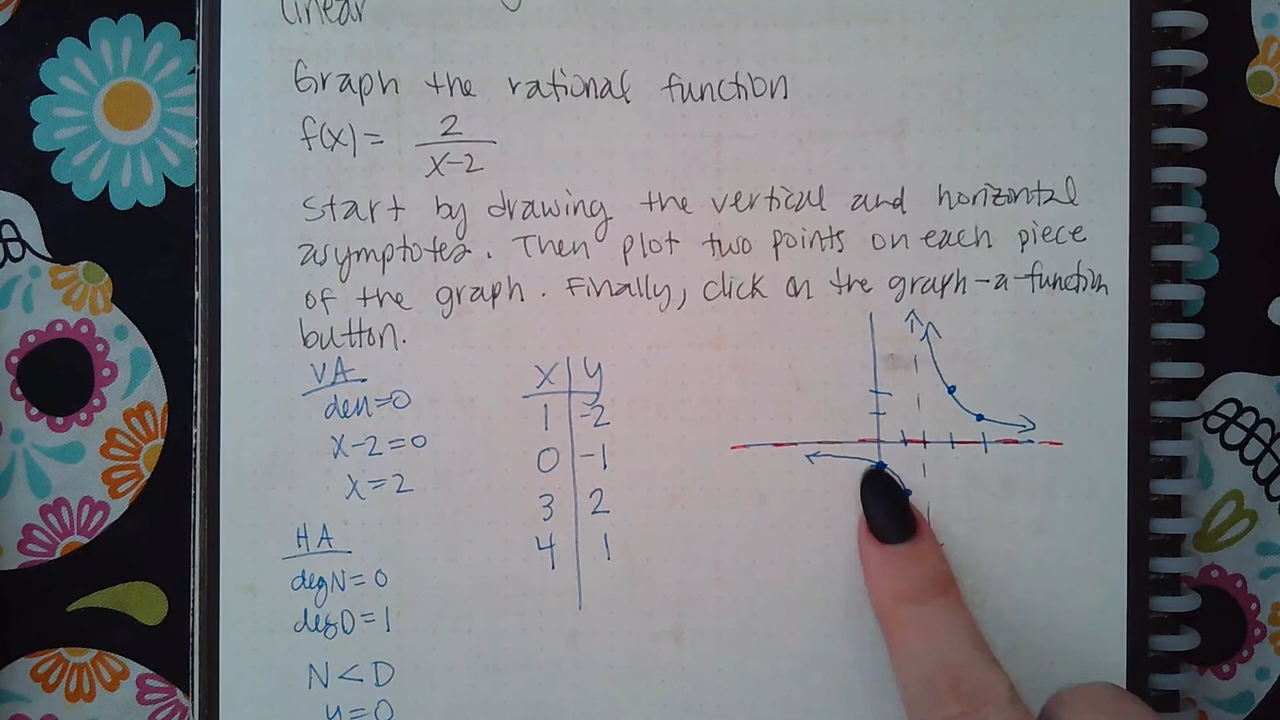 linear
Graph the rational function
f(x) = 2/(x-2)
Start by drawing the vertical and horizontal
asymptotes. Then plot two points on each piece
of the graph. Finally, click on the graph-a-function
button.
VA
den=0
x-2=0
x=2
HA
degN=0
degD=1
N<D
y=0
x | y
1 | -2
0 | -1
3 | 2
4 | 1